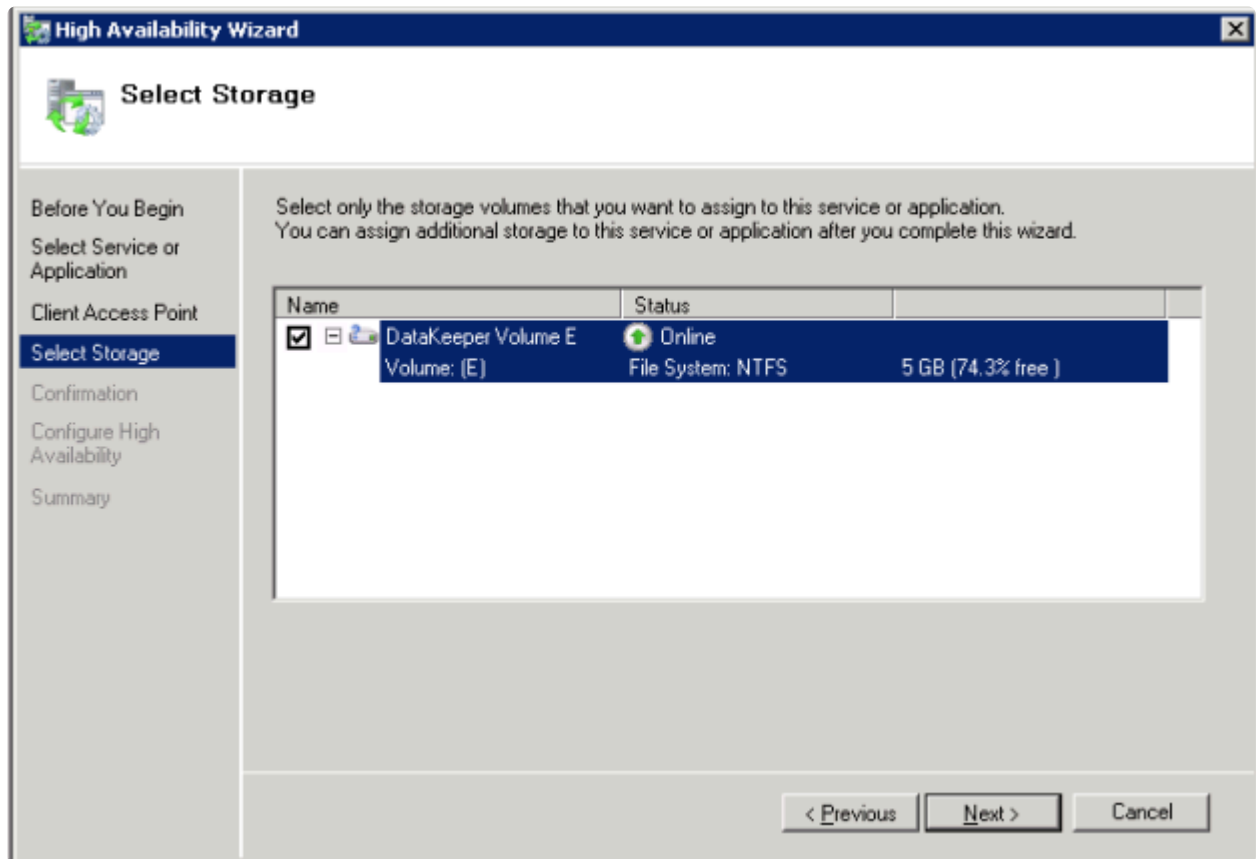 High Availability Wizard
Select Storage
Before You Begin
Select Service or
Application
Client Access Point
Select Storage
Confirmation
Configure High
Availability
Summary
Select only the storage volumes that you want to assign to this service or application.
You can assign additional storage to this service or application after you complete this wizard.
Name Status
DataKeeper Volume E Online
Volume: (E) File System: NTFS 5 GB (74.3% free )
< Previous Next > Cancel